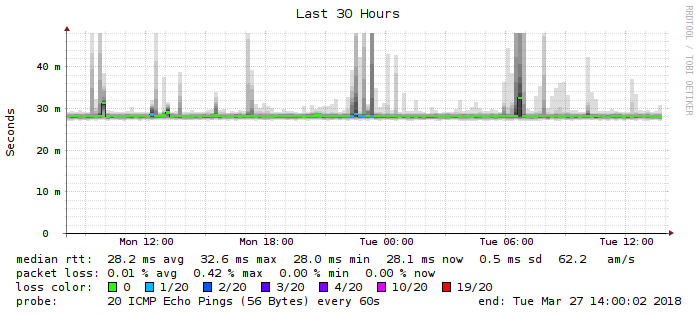 Last 30 Hours
RRDTOOL / TOBI OETIKER
Seconds
40 m
30 m
20 m
10 m
0
Mon 12:00 Mon 18:00 Tue 00:00 Tue 06:00 Tue 12:00
median rtt: 28.2 ms avg 32.6 ms max 28.0 ms min 28.1 ms now 0.5 ms sd 62.2 am/s
packet loss: 0.01 % avg 0.42 % max 0.00 % min 0.00 % now
loss color: 0 1/20 2/20 3/20 4/20 10/20 19/20
probe: 20 ICMP Echo Pings (56 Bytes) every 60s end: Tue Mar 27 14:00:02 2018